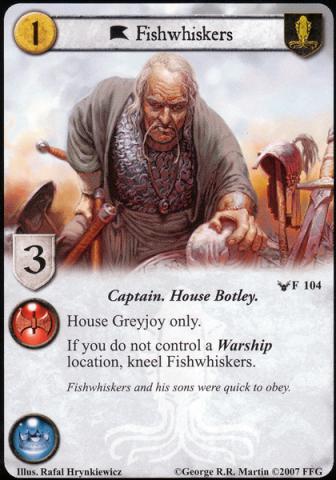 1 Fishwhiskers
3
F 104
Captain. House Botley.
House Greyjoy only.
If you do not control a Warship
location, kneel Fishwhiskers.
Fishwhiskers and his sons were quick to obey.
Illus. Rafal Hrynkiewicz ©George R.R. Martin ©2007 FFG